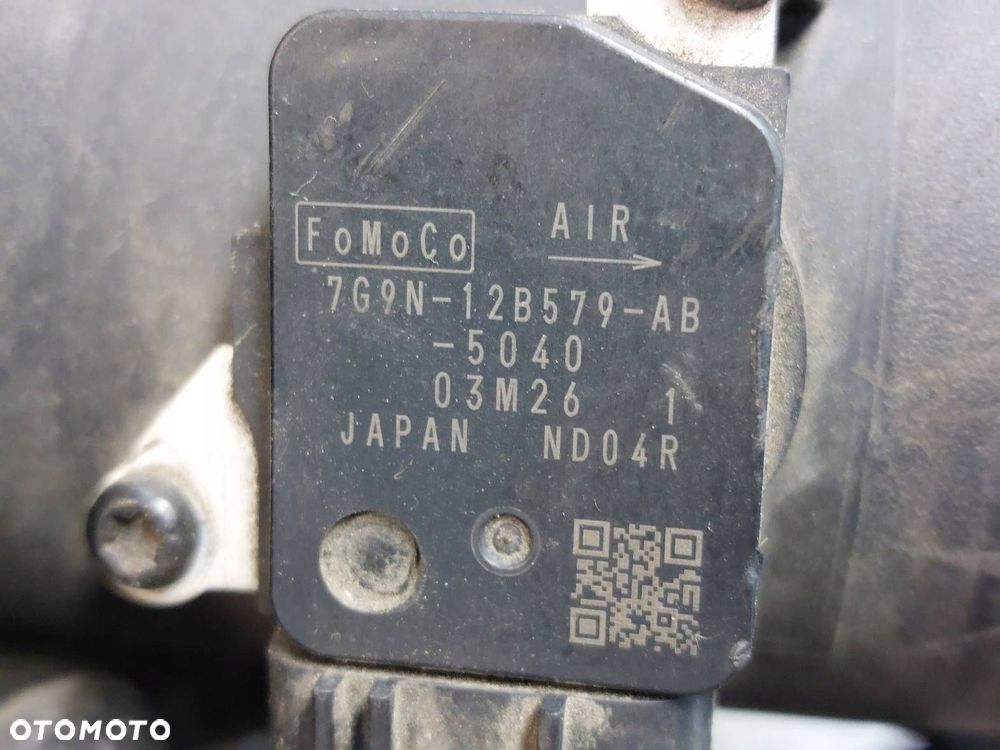 FoMoCo AIR
7G9N-12B579-AB
-5040
03M26 1
JAPAN ND04R
OTOMOTO